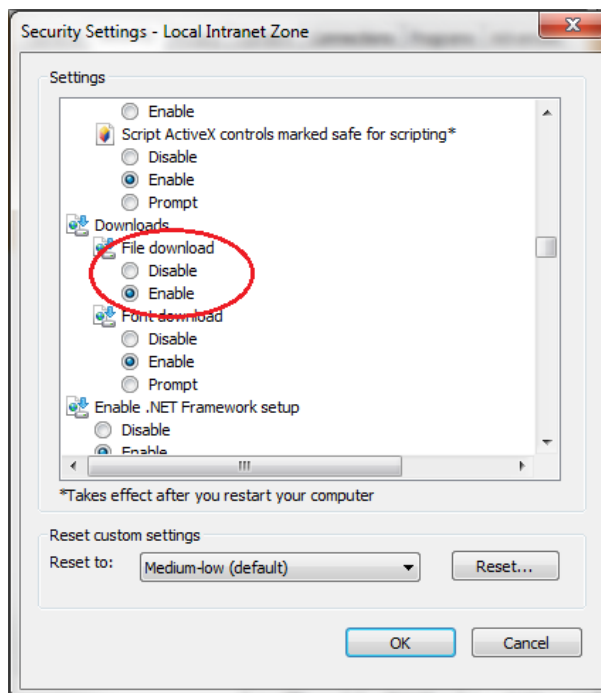 Security Settings - Local Intranet Zone
Settings
Enable
Script ActiveX controls marked safe for scripting*
Disable
Enable
Prompt
Downloads
File download
Disable
Enable
Font download
Disable
Enable
Prompt
Enable .NET Framework setup
Disable
Enable
*Takes effect after you restart your computer
Reset custom settings
Reset to: Medium-low (default) Reset...
OK Cancel